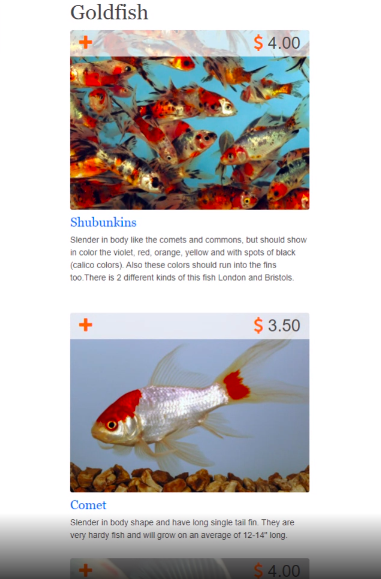 Goldfish
+ $ 4.00
Shubunkins
Slender in body like the comets and commons, but should show
in color the violet, red, orange, yellow and with spots of black
(calico colors). Also these colors should run into the fins
too.There is 2 different kinds of this fish London and Bristols.
+ $ 3.50
Comet
Slender in body shape and have long single tail fin. They are
very hardy fish and will grow on an average of 12-14" long.
+ $ 4.00